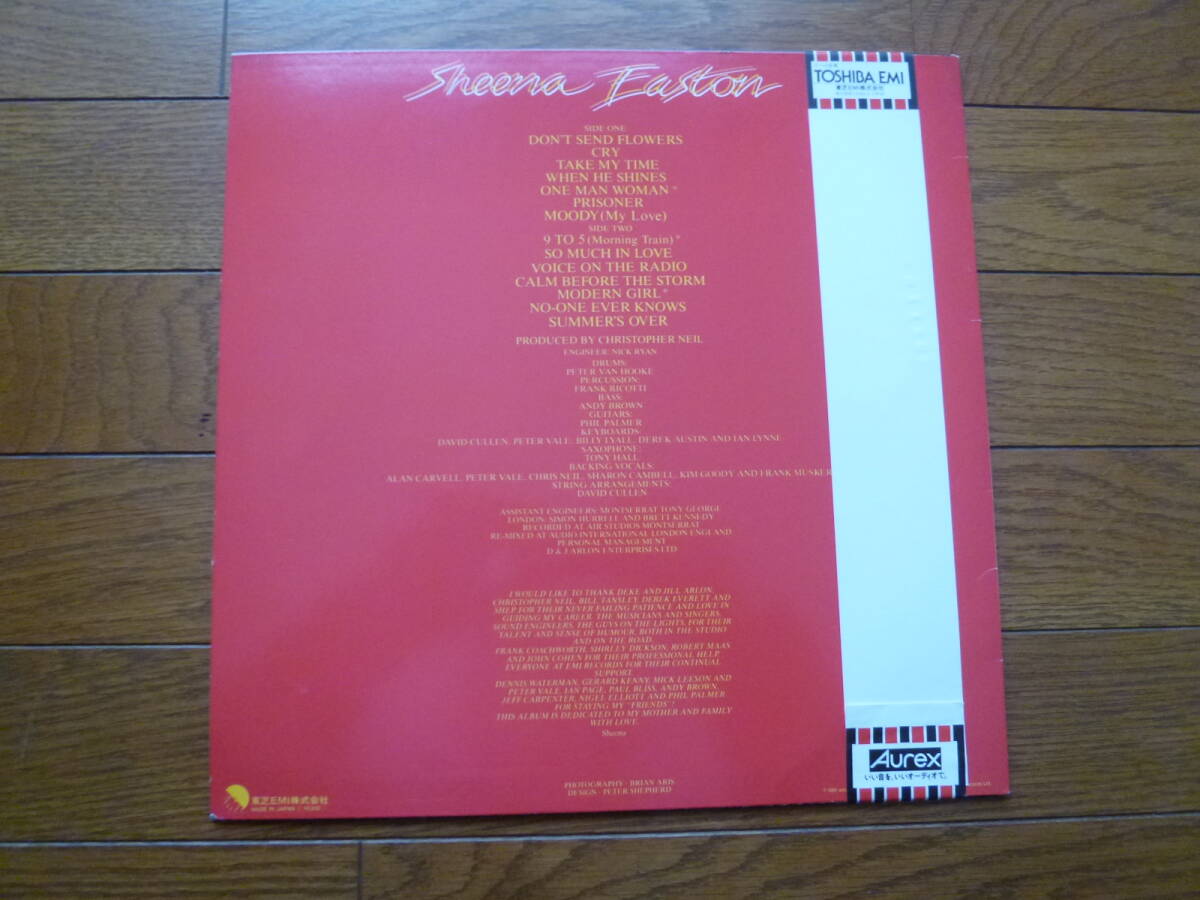 Sheena Easton
SIDE ONE
DON'T SEND FLOWERS
CRY
TAKE MY TIME
WHEN HE SHINES
ONE MAN WOMAN*
PRISONER
MOODY (My Love)
SIDE TWO
9 TO 5 (Morning Train)*
SO MUCH IN LOVE
VOICE ON THE RADIO
CALM BEFORE THE STORM
MODERN GIRL*
NO-ONE EVER KNOWS
SUMMER'S OVER
PRODUCED BY CHRISTOPHER NEIL
ENGINEER: NICK RYAN
DRUMS:
PETER VAN HOOKE
PERCUSSION:
FRANK RICOTTI
BASS:
ANDY BROWN
GUITARS:
PHIL PALMER
KEYBOARDS:
DAVID CULLEN, PETER VALE, BILLY LYALL, DEREK AUSTIN AND IAN LYNNE
SAXOPHONE:
TONY HALL
BACKING VOCALS:
ALAN CARVELL, PETER VALE, CHRIS NEIL, SHARON CAMBELL, KIM GOODY AND FRANK MUSKER
STRING ARRANGEMENTS:
DAVID CULLEN
ASSISTANT ENGINEERS: MONTSERRAT TONY GEORGE
LONDON: SIMON HURRELL AND BRETT KENNEDY
RECORDED AT AIR STUDIOS MONTSERRAT
RE-MIXED AT AUDIO INTERNATIONAL LONDON ENGLAND
PERSONAL MANAGEMENT
D & J ARLON ENTERPRISES LTD
I WOULD LIKE TO THANK DEKE AND JILL ARLON,
CHRISTOPHER NEIL, BILL TANSLEY, DEREK EVERETT AND
SHEP FOR THEIR NEVER FAILING PATIENCE AND LOVE IN
GUIDING MY CAREER. THE MUSICIANS AND SINGERS,
SOUND ENGINEERS, THE GUYS ON THE LIGHTS, FOR THEIR
TALENT AND SENSE OF HUMOUR, BOTH IN THE STUDIO
AND ON THE ROAD.
FRANK COACHWORTH, SHIRLEY DICKSON, ROBERT MAAS
AND JOHN COHEN FOR THEIR PROFESSIONAL HELP
EVERYONE AT EMI RECORDS FOR THEIR CONTINUAL
SUPPORT.
DENNIS WATERMAN, GERARD KENNY, MICK LEESON AND
PETER VALE, IAN PAGE, PAUL BLISS, ANDY BROWN,
JEFF CARPENTER, NIGEL ELLIOTT AND PHIL PALMER
FOR STAYING MY "FRIENDS"!
THIS ALBUM IS DEDICATED TO MY MOTHER AND FAMILY
WITH LOVE.
Sheena
PHOTOGRAPHY · BRIAN ARIS
DESIGN · PETER SHEPHERD
東芝EMI株式会社
MADE IN JAPAN
TOSHIBA EMI
東芝EMI株式会社
Aurex
いい音を、いいオーディオで。